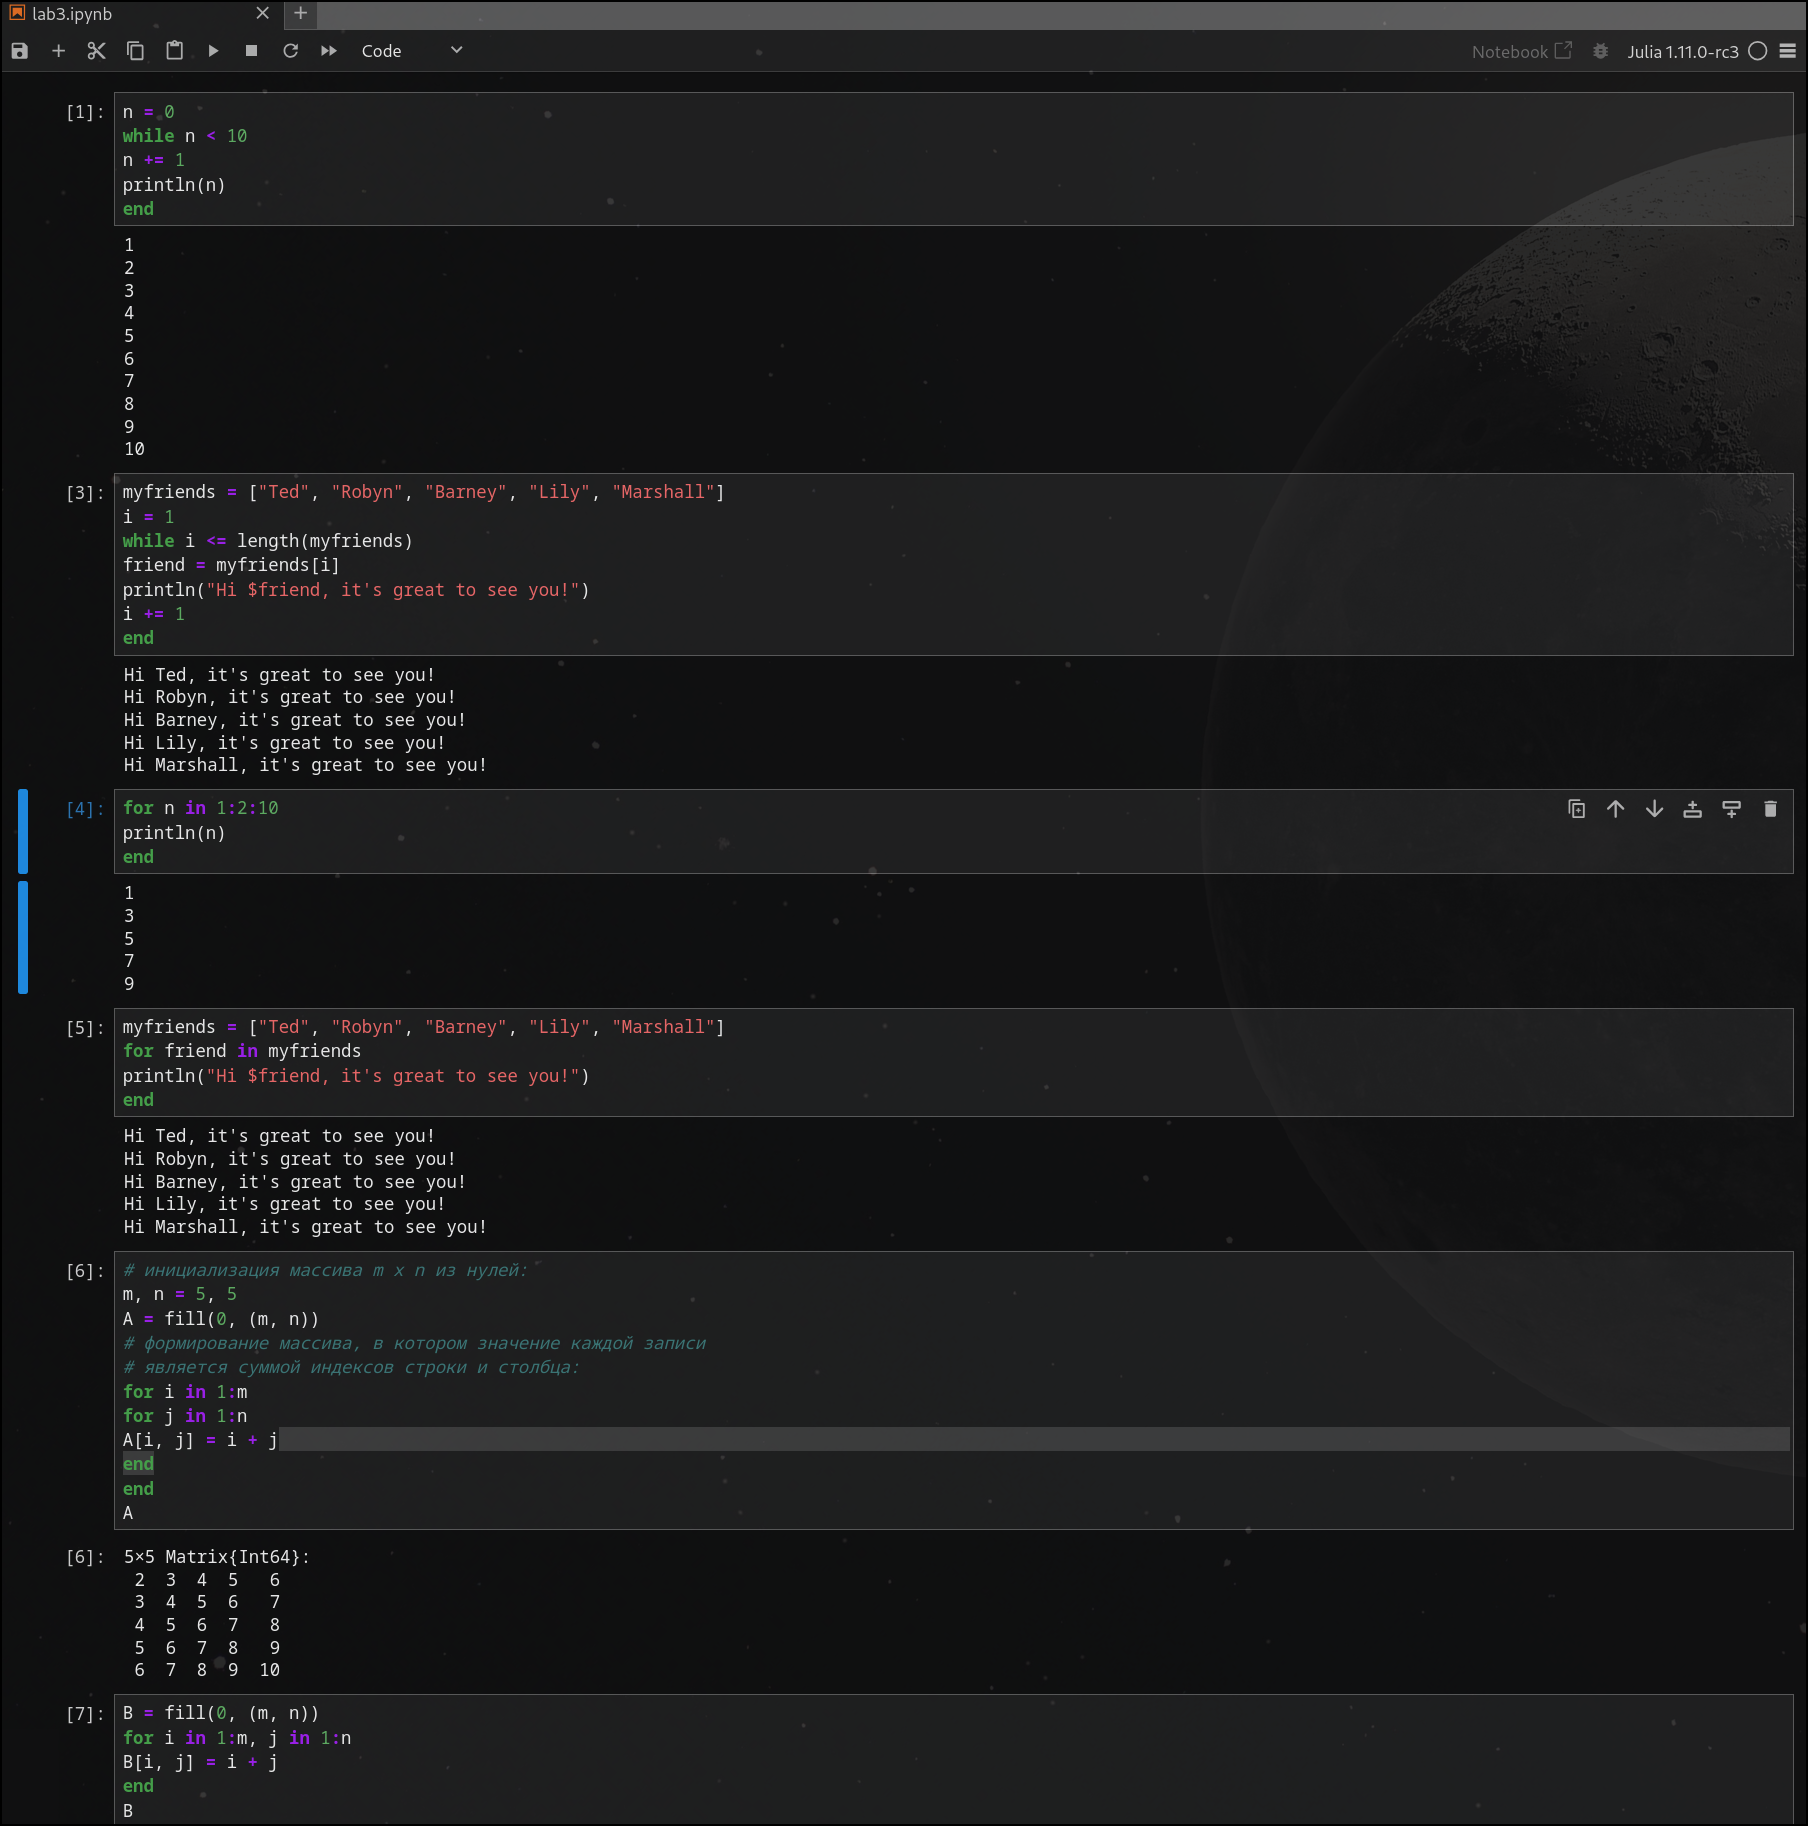 lab3.ipynb
Code
Notebook
Julia 1.11.0-rc3
[1]:
n = 0
while n < 10
n += 1
println(n)
end
1
2
3
4
5
6
7
8
9
10
[3]:
myfriends = ["Ted", "Robyn", "Barney", "Lily", "Marshall"]
i = 1
while i <= length(myfriends)
friend = myfriends[i]
println("Hi $friend, it's great to see you!")
i += 1
end
Hi Ted, it's great to see you!
Hi Robyn, it's great to see you!
Hi Barney, it's great to see you!
Hi Lily, it's great to see you!
Hi Marshall, it's great to see you!
[4]:
for n in 1:2:10
println(n)
end
1
3
5
7
9
[5]:
myfriends = ["Ted", "Robyn", "Barney", "Lily", "Marshall"]
for friend in myfriends
println("Hi $friend, it's great to see you!")
end
Hi Ted, it's great to see you!
Hi Robyn, it's great to see you!
Hi Barney, it's great to see you!
Hi Lily, it's great to see you!
Hi Marshall, it's great to see you!
[6]:
# инициализация массива m x n из нулей:
m, n = 5, 5
A = fill(0, (m, n))
# формирование массива, в котором значение каждой записи
# является суммой индексов строки и столбца:
for i in 1:m
for j in 1:n
A[i, j] = i + j
end
end
A
[6]:
5×5 Matrix{Int64}:
2 3 4 5 6
3 4 5 6 7
4 5 6 7 8
5 6 7 8 9
6 7 8 9 10
[7]:
B = fill(0, (m, n))
for i in 1:m, j in 1:n
B[i, j] = i + j
end
B